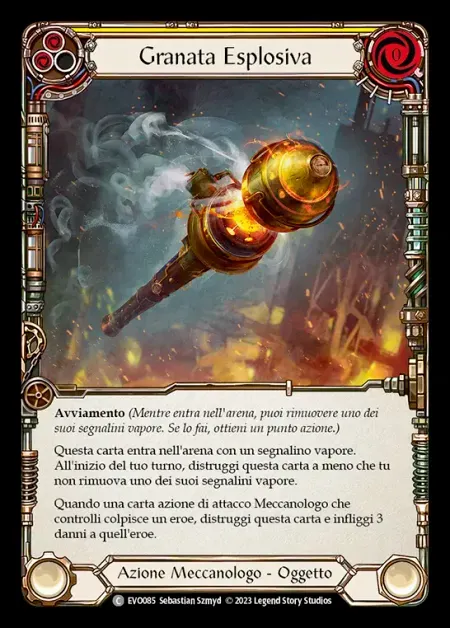 Granata Esplosiva
0
Avviamento (Mentre entra nell'arena, puoi rimuovere uno dei
suoi segnalini vapore. Se lo fai, ottieni un punto azione.)
Questa carta entra nell'arena con un segnalino vapore.
All'inizio del tuo turno, distruggi questa carta a meno che tu
non rimuova uno dei suoi segnalini vapore.
Quando una carta azione di attacco Meccanologo che
controlli colpisce un eroe, distruggi questa carta e infliggi 3
danni a quell'eroe.
Azione Meccanologo - Oggetto
C EVO085 Sebastian Szmyd © 2023 Legend Story Studios